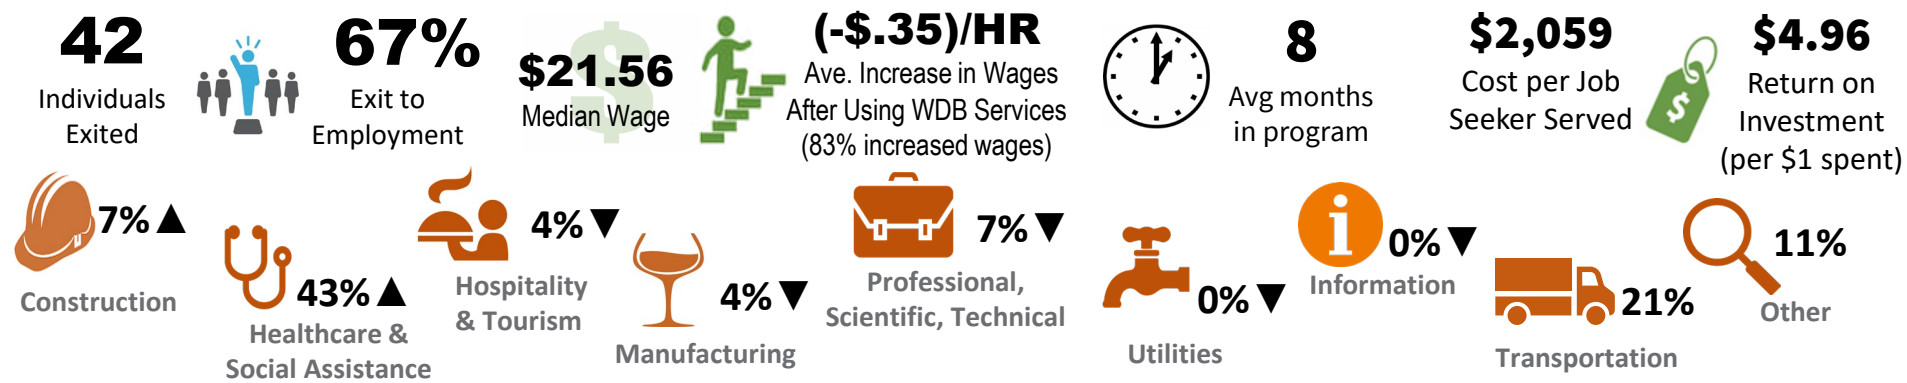 42
Individuals
Exited
67%
Exit to
Employment
$21.56
Median Wage
(-$.35)/HR
Ave. Increase in Wages
After Using WDB Services
(83% increased wages)
8
Avg months
in program
$2,059
Cost per Job
Seeker Served
$
$4.96
Return on
Investment
(per $1 spent)
7% ▲
Construction
43% ▲
Healthcare &
Social Assistance
4% ▼
Hospitality
& Tourism
4% ▼
Manufacturing
7% ▼
Professional,
Scientific, Technical
0% ▼
Utilities
i
0% ▼
Information
21%
Transportation
11%
Other